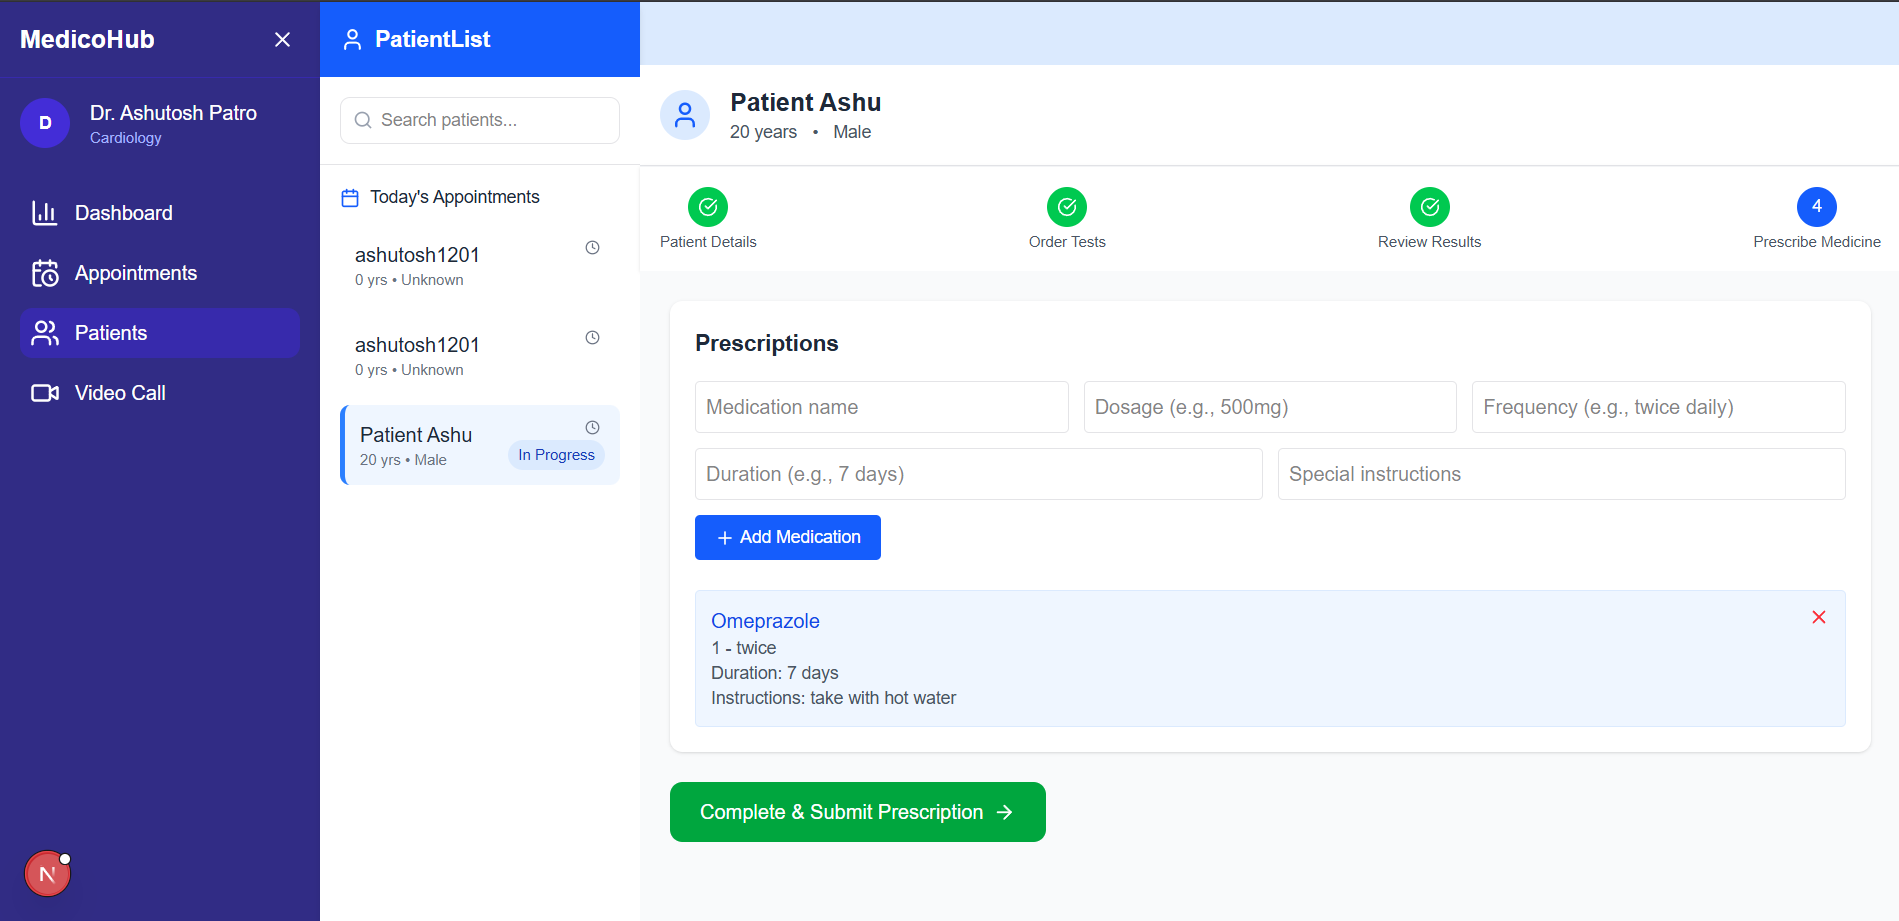 MedicoHub
D
Dr. Ashutosh Patro
Cardiology
Dashboard
Appointments
Patients
Video Call
N
PatientList
Search patients...
Today's Appointments
ashutosh1201
0 yrs • Unknown
ashutosh1201
0 yrs • Unknown
Patient Ashu
20 yrs • Male
In Progress
Patient Ashu
20 years • Male
Patient Details
Order Tests
Review Results
4
Prescribe Medicine
Prescriptions
Medication name
Dosage (e.g., 500mg)
Frequency (e.g., twice daily)
Duration (e.g., 7 days)
Special instructions
Add Medication
Omeprazole
1 - twice
Duration: 7 days
Instructions: take with hot water
Complete & Submit Prescription